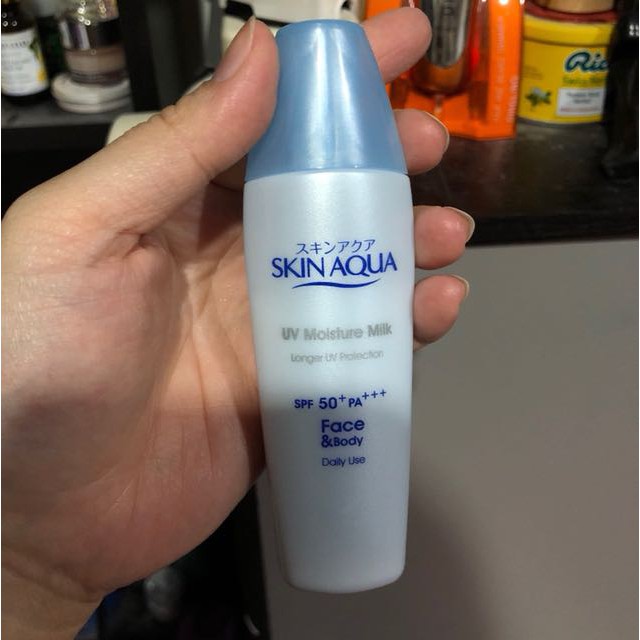 スキンアクア
SKIN AQUA
UV Moisture Milk
Longer UV Protection
SPF 50+ PA+++
Face
&Body
Daily Use
Ric